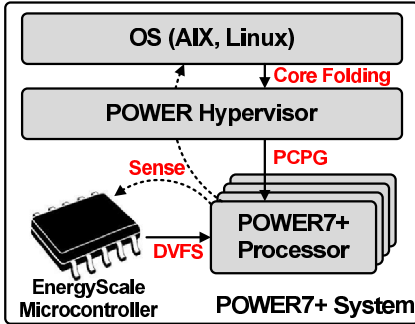 OS (AIX, Linux)
Core Folding
POWER Hypervisor
PCPG
Sense
POWER7+
Processor
DVFS
EnergyScale
Microcontroller
POWER7+ System